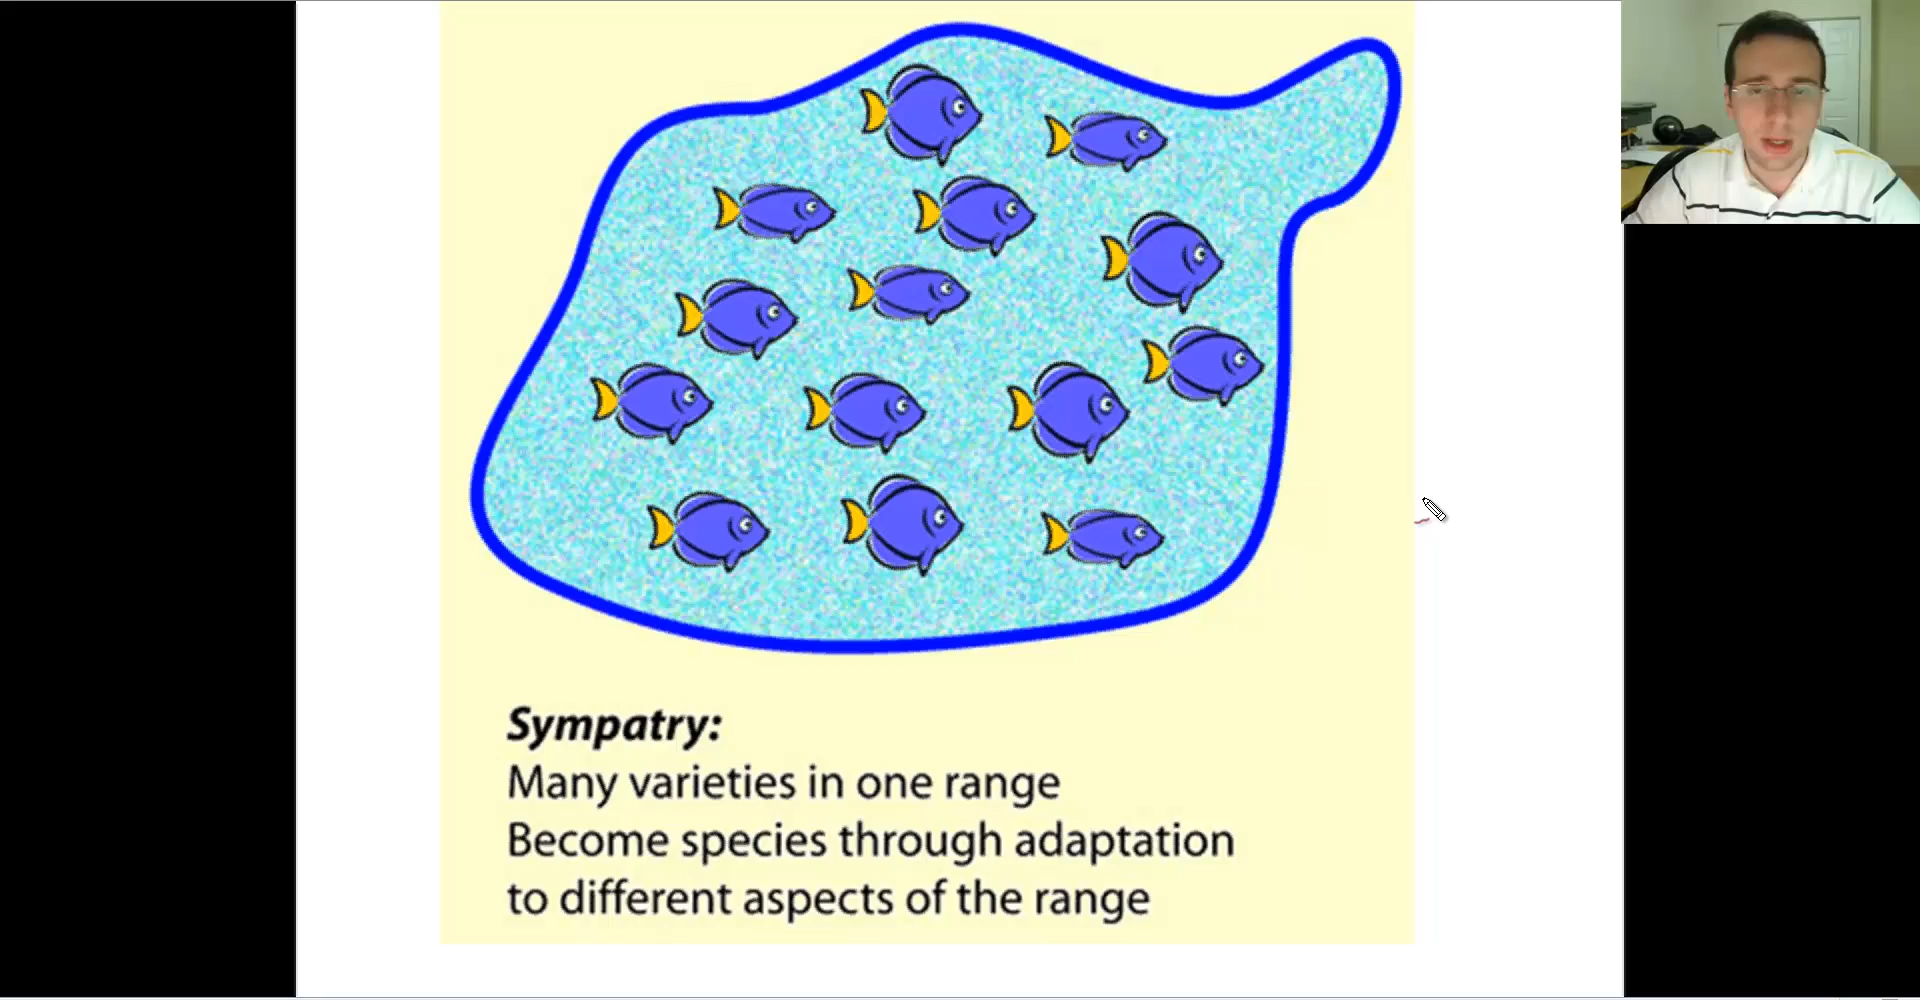 Sympatry:
Many varieties in one range
Become species through adaptation
to different aspects of the range